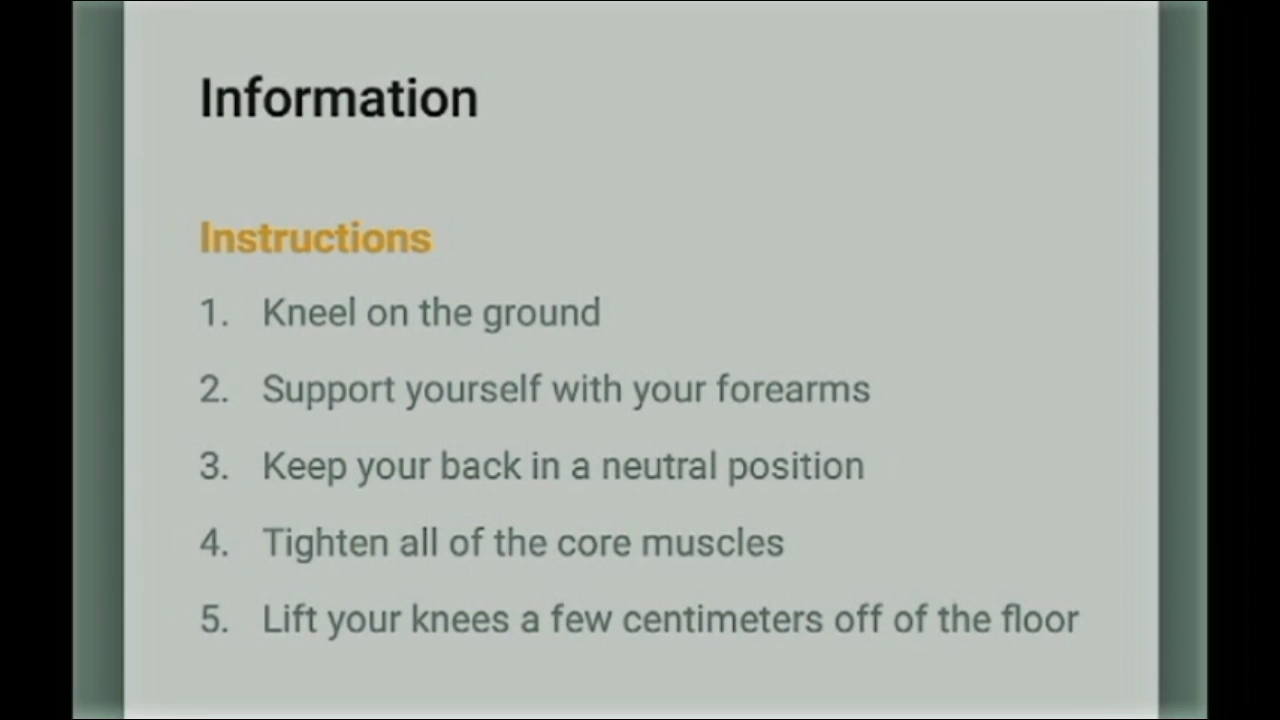 Information
Instructions
1. Kneel on the ground
2. Support yourself with your forearms
3. Keep your back in a neutral position
4. Tighten all of the core muscles
5. Lift your knees a few centimeters off of the floor